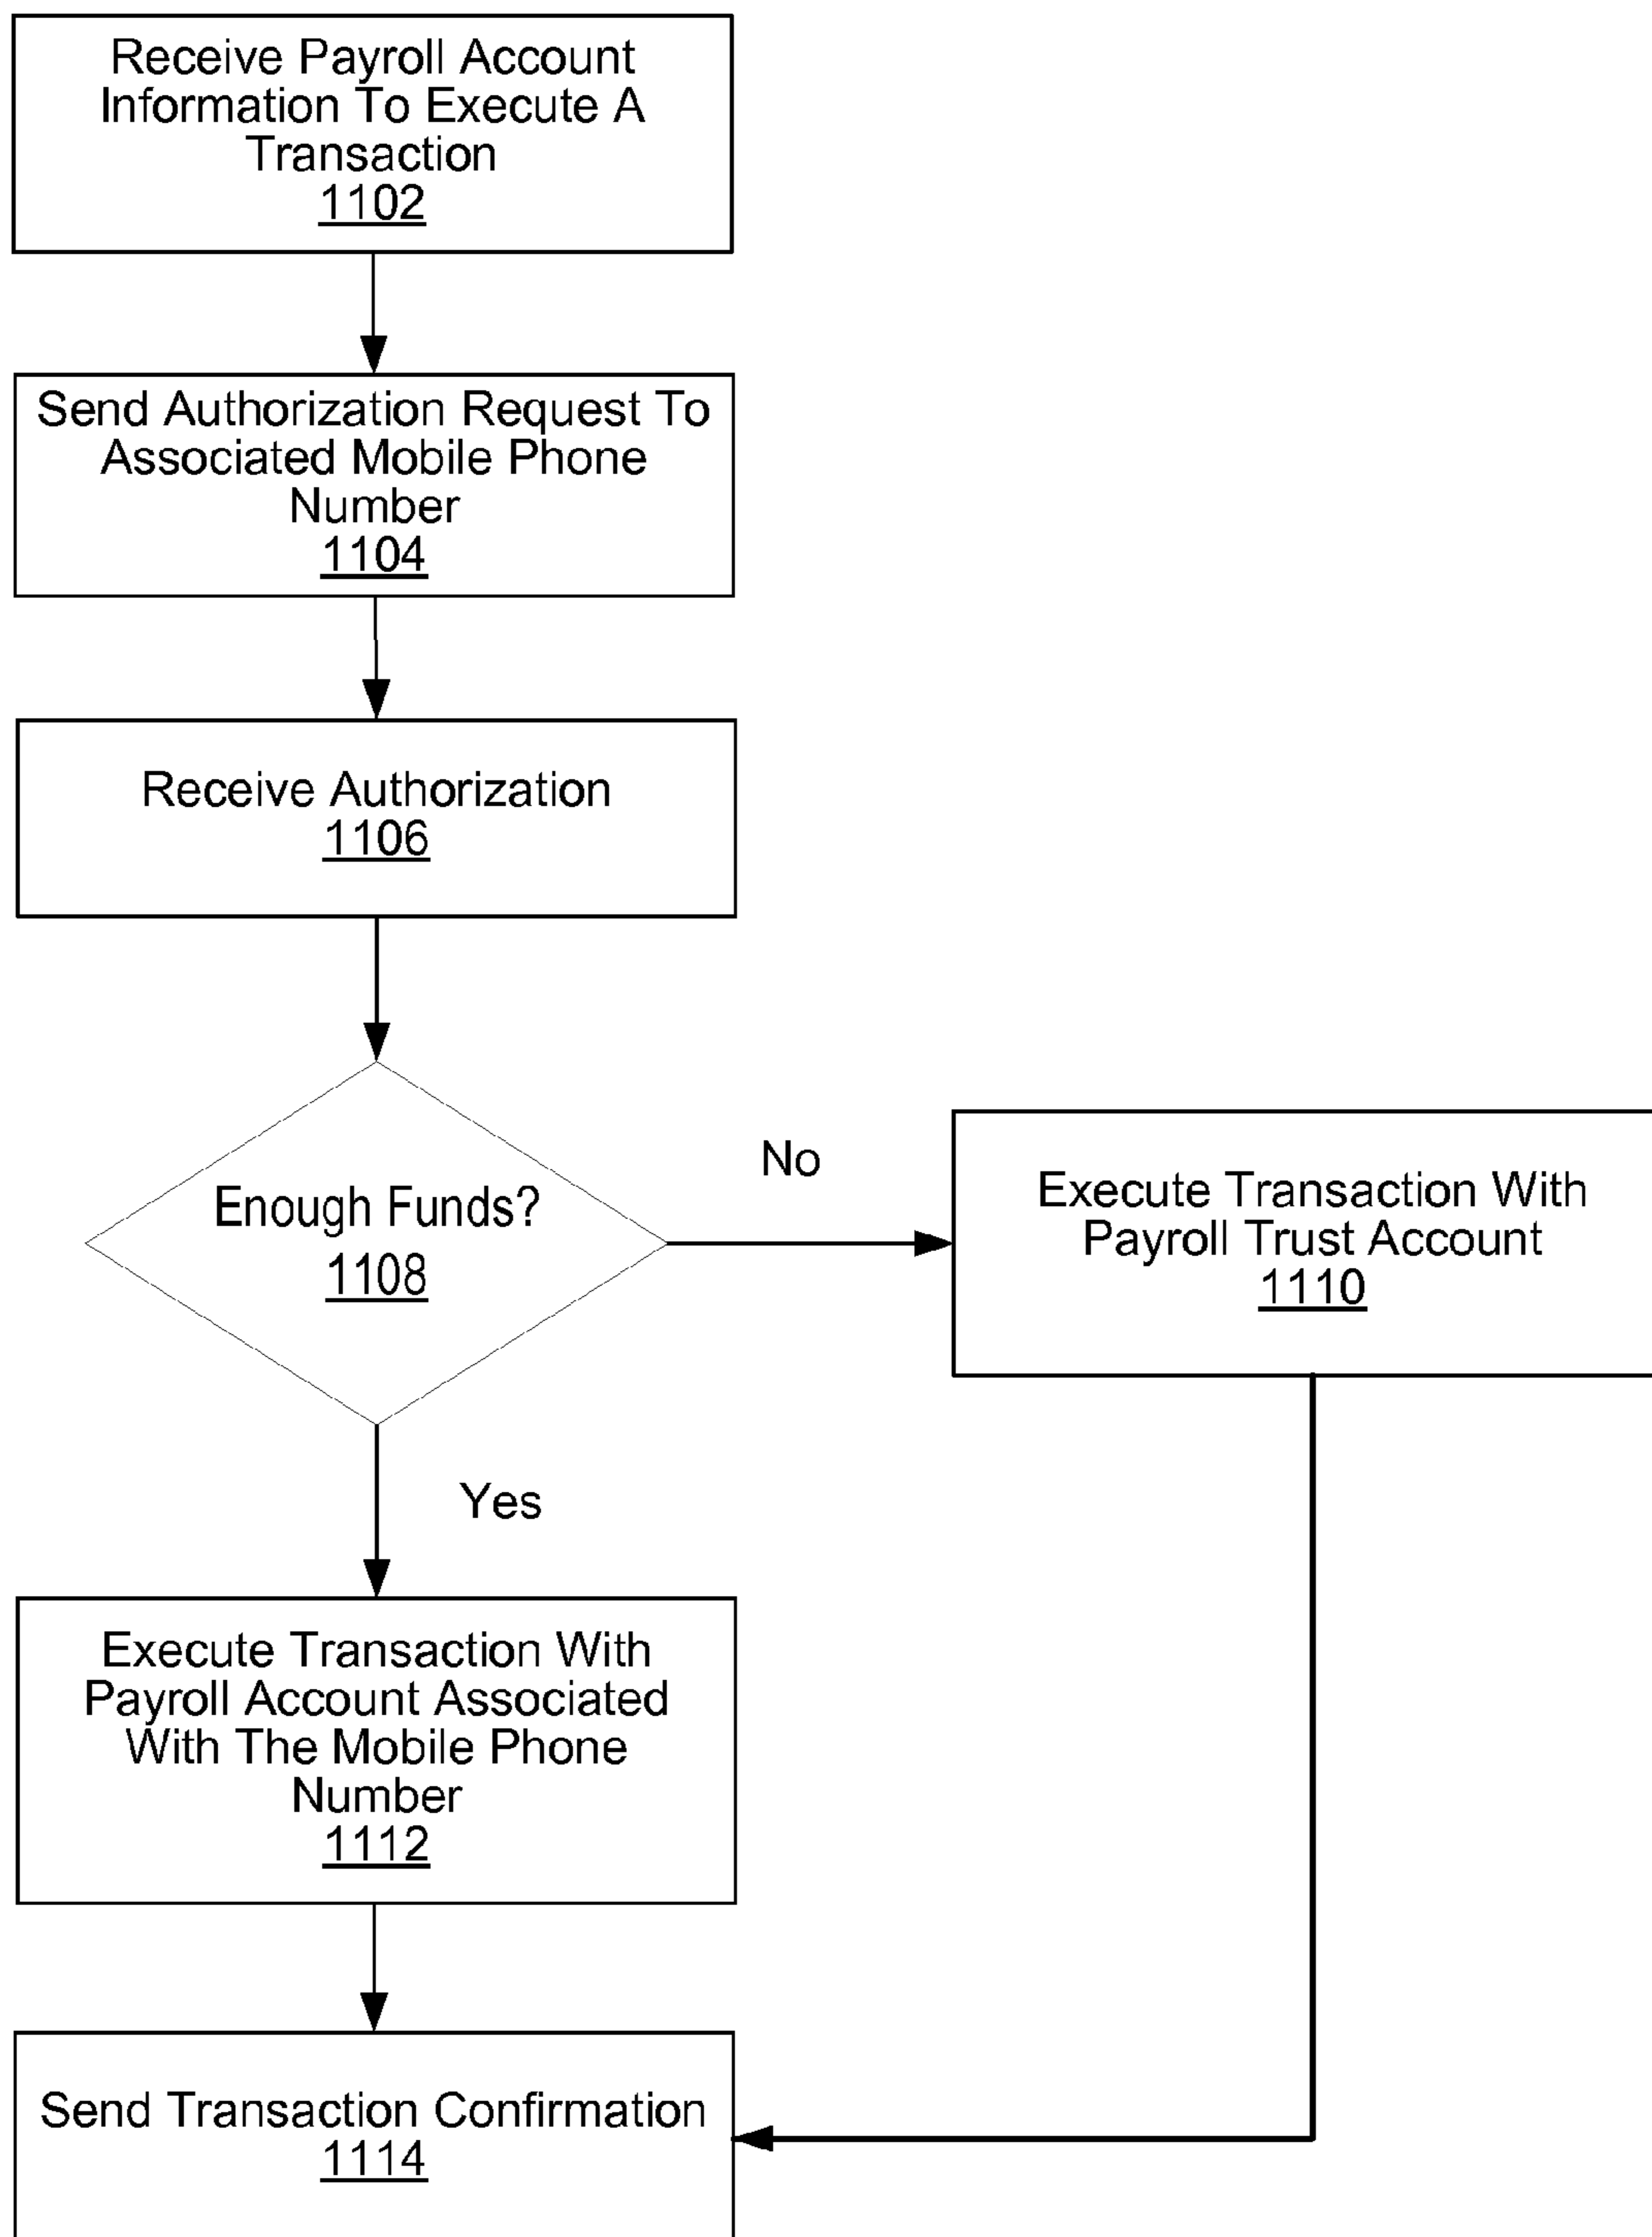 Receive Payroll Account
Information To Execute A
Transaction
1102
Send Authorization Request To
Associated Mobile Phone
Number
1104
Receive Authorization
1106
Enough Funds?
1108
No
Execute Transaction With
Payroll Trust Account
1110
Yes
Execute Transaction With
Payroll Account Associated
With The Mobile Phone
Number
1112
Send Transaction Confirmation
1114